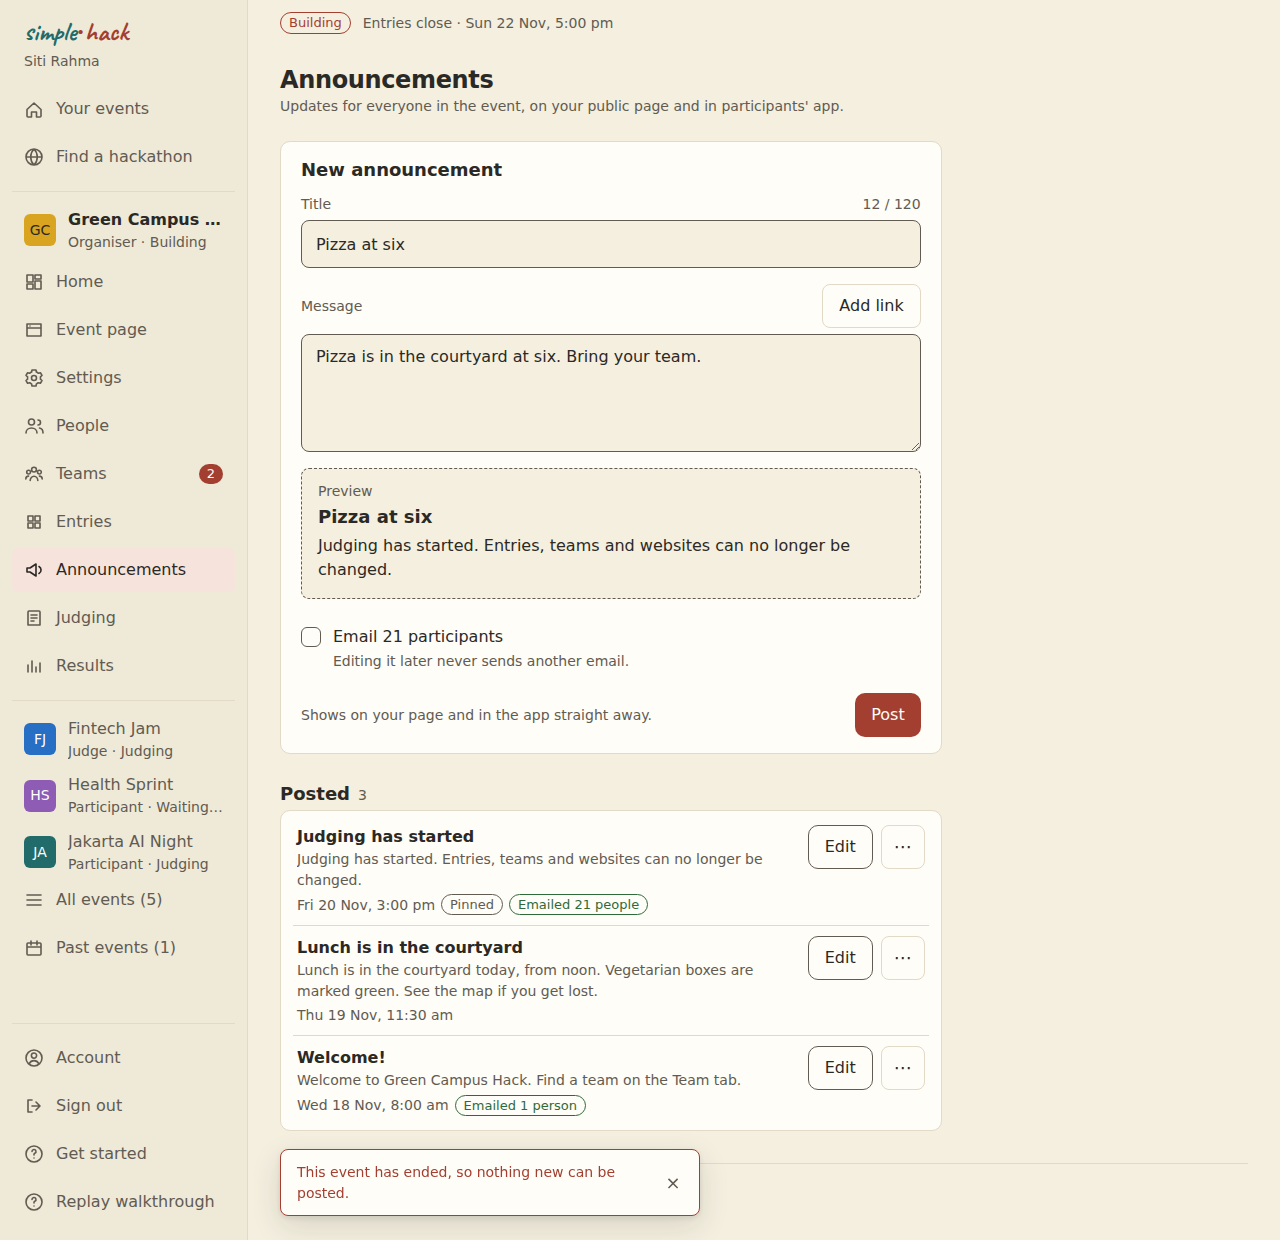 simple·hack
Siti Rahma
Your events
Find a hackathon
GC
Green Campus ...
Organiser · Building
Home
Event page
Settings
People
Teams
2
Entries
Announcements
Judging
Results
FJ
Fintech Jam
Judge · Judging
HS
Health Sprint
Participant · Waiting...
JA
Jakarta AI Night
Participant · Judging
All events (5)
Past events (1)
Account
Sign out
Get started
Replay walkthrough
Building
Entries close · Sun 22 Nov, 5:00 pm
Announcements
Updates for everyone in the event, on your public page and in participants' app.
New announcement
Title
12 / 120
Pizza at six
Message
Add link
Pizza is in the courtyard at six. Bring your team.
Preview
Pizza at six
Judging has started. Entries, teams and websites can no longer be
changed.
Email 21 participants
Editing it later never sends another email.
Shows on your page and in the app straight away.
Post
Posted 3
Judging has started
Judging has started. Entries, teams and websites can no longer be
changed.
Fri 20 Nov, 3:00 pm
Pinned
Emailed 21 people
Edit
···
Lunch is in the courtyard
Lunch is in the courtyard today, from noon. Vegetarian boxes are
marked green. See the map if you get lost.
Thu 19 Nov, 11:30 am
Edit
···
Welcome!
Welcome to Green Campus Hack. Find a team on the Team tab.
Wed 18 Nov, 8:00 am
Emailed 1 person
Edit
···
This event has ended, so nothing new can be
posted.